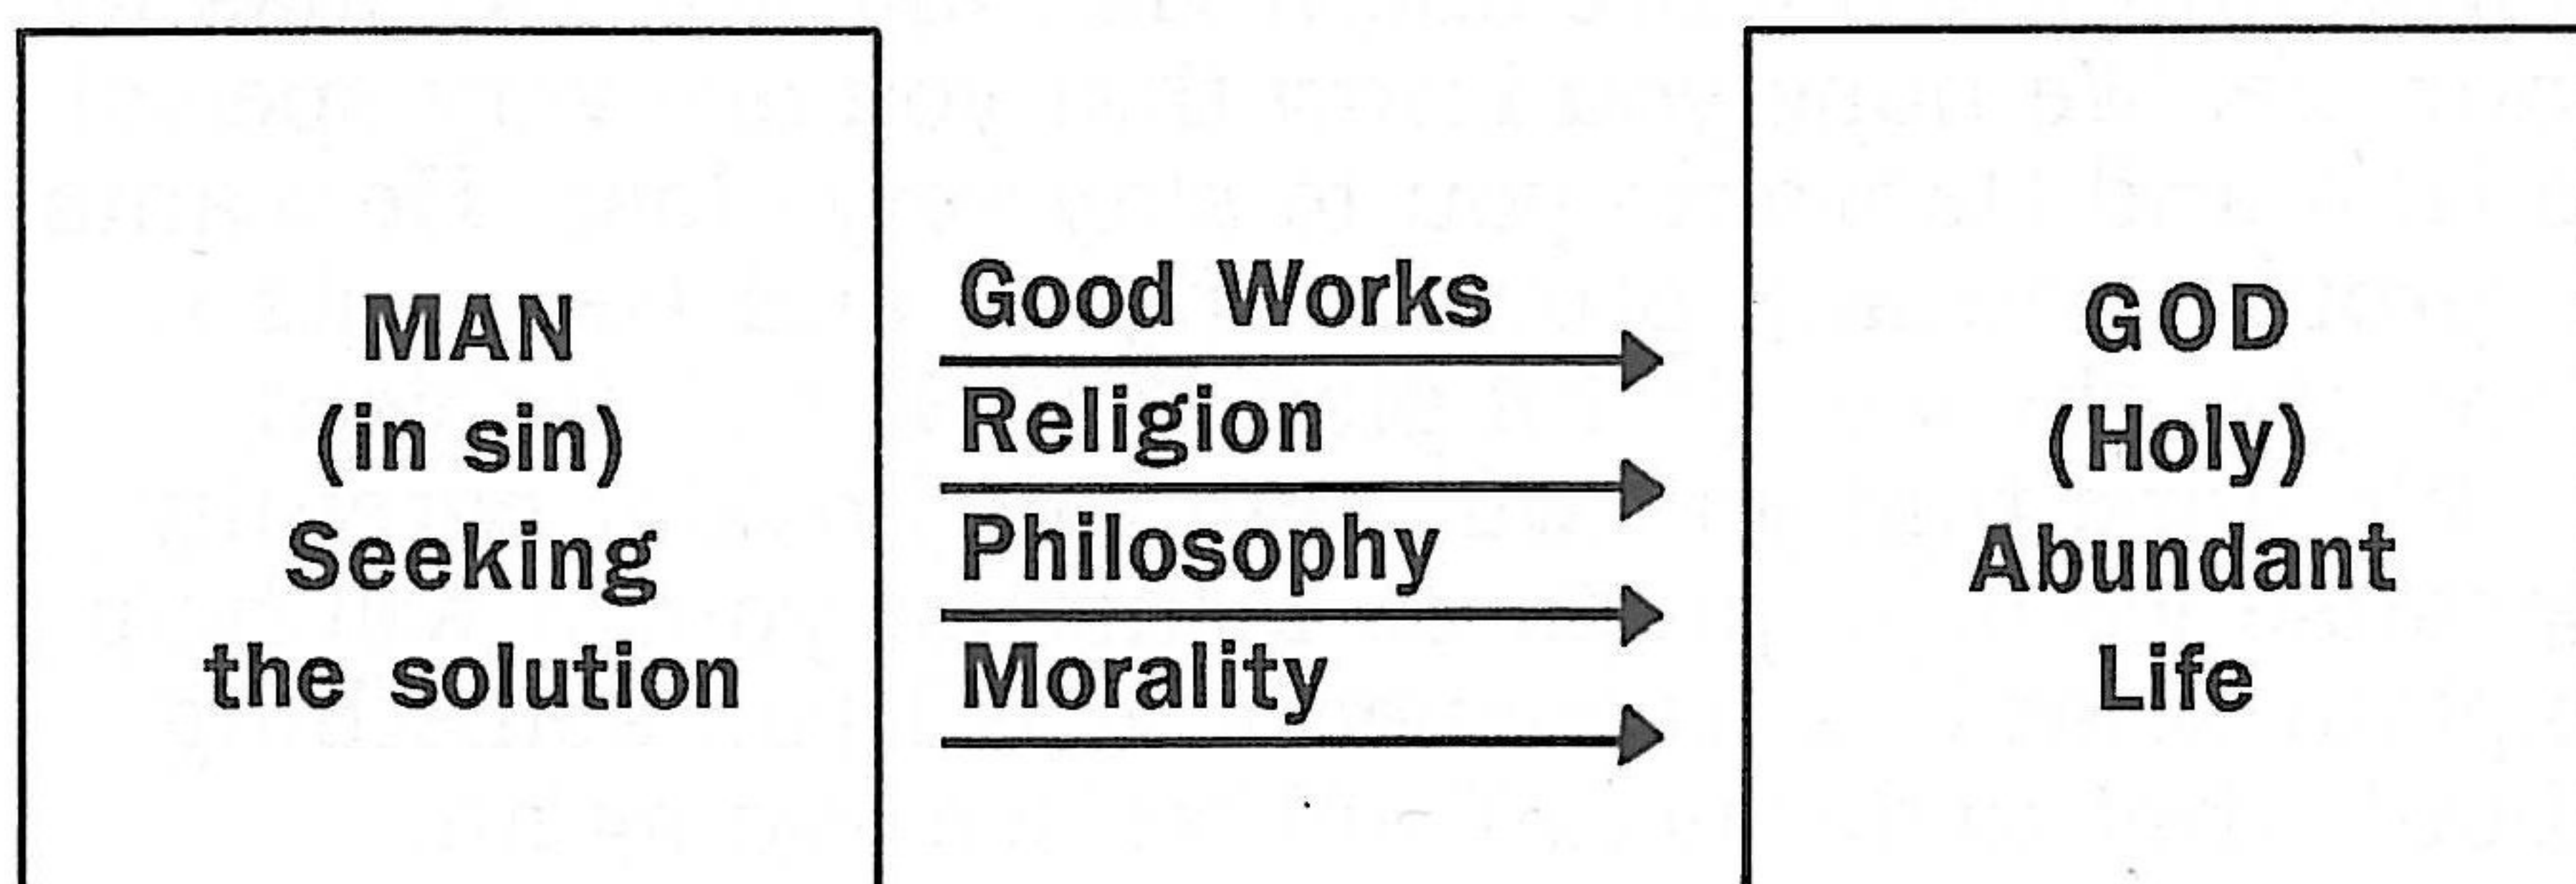 MAN
(in sin)
Seeking
the solution
Good Works
Religion
Philosophy
Morality
GOD
(Holy)
Abundant
Life